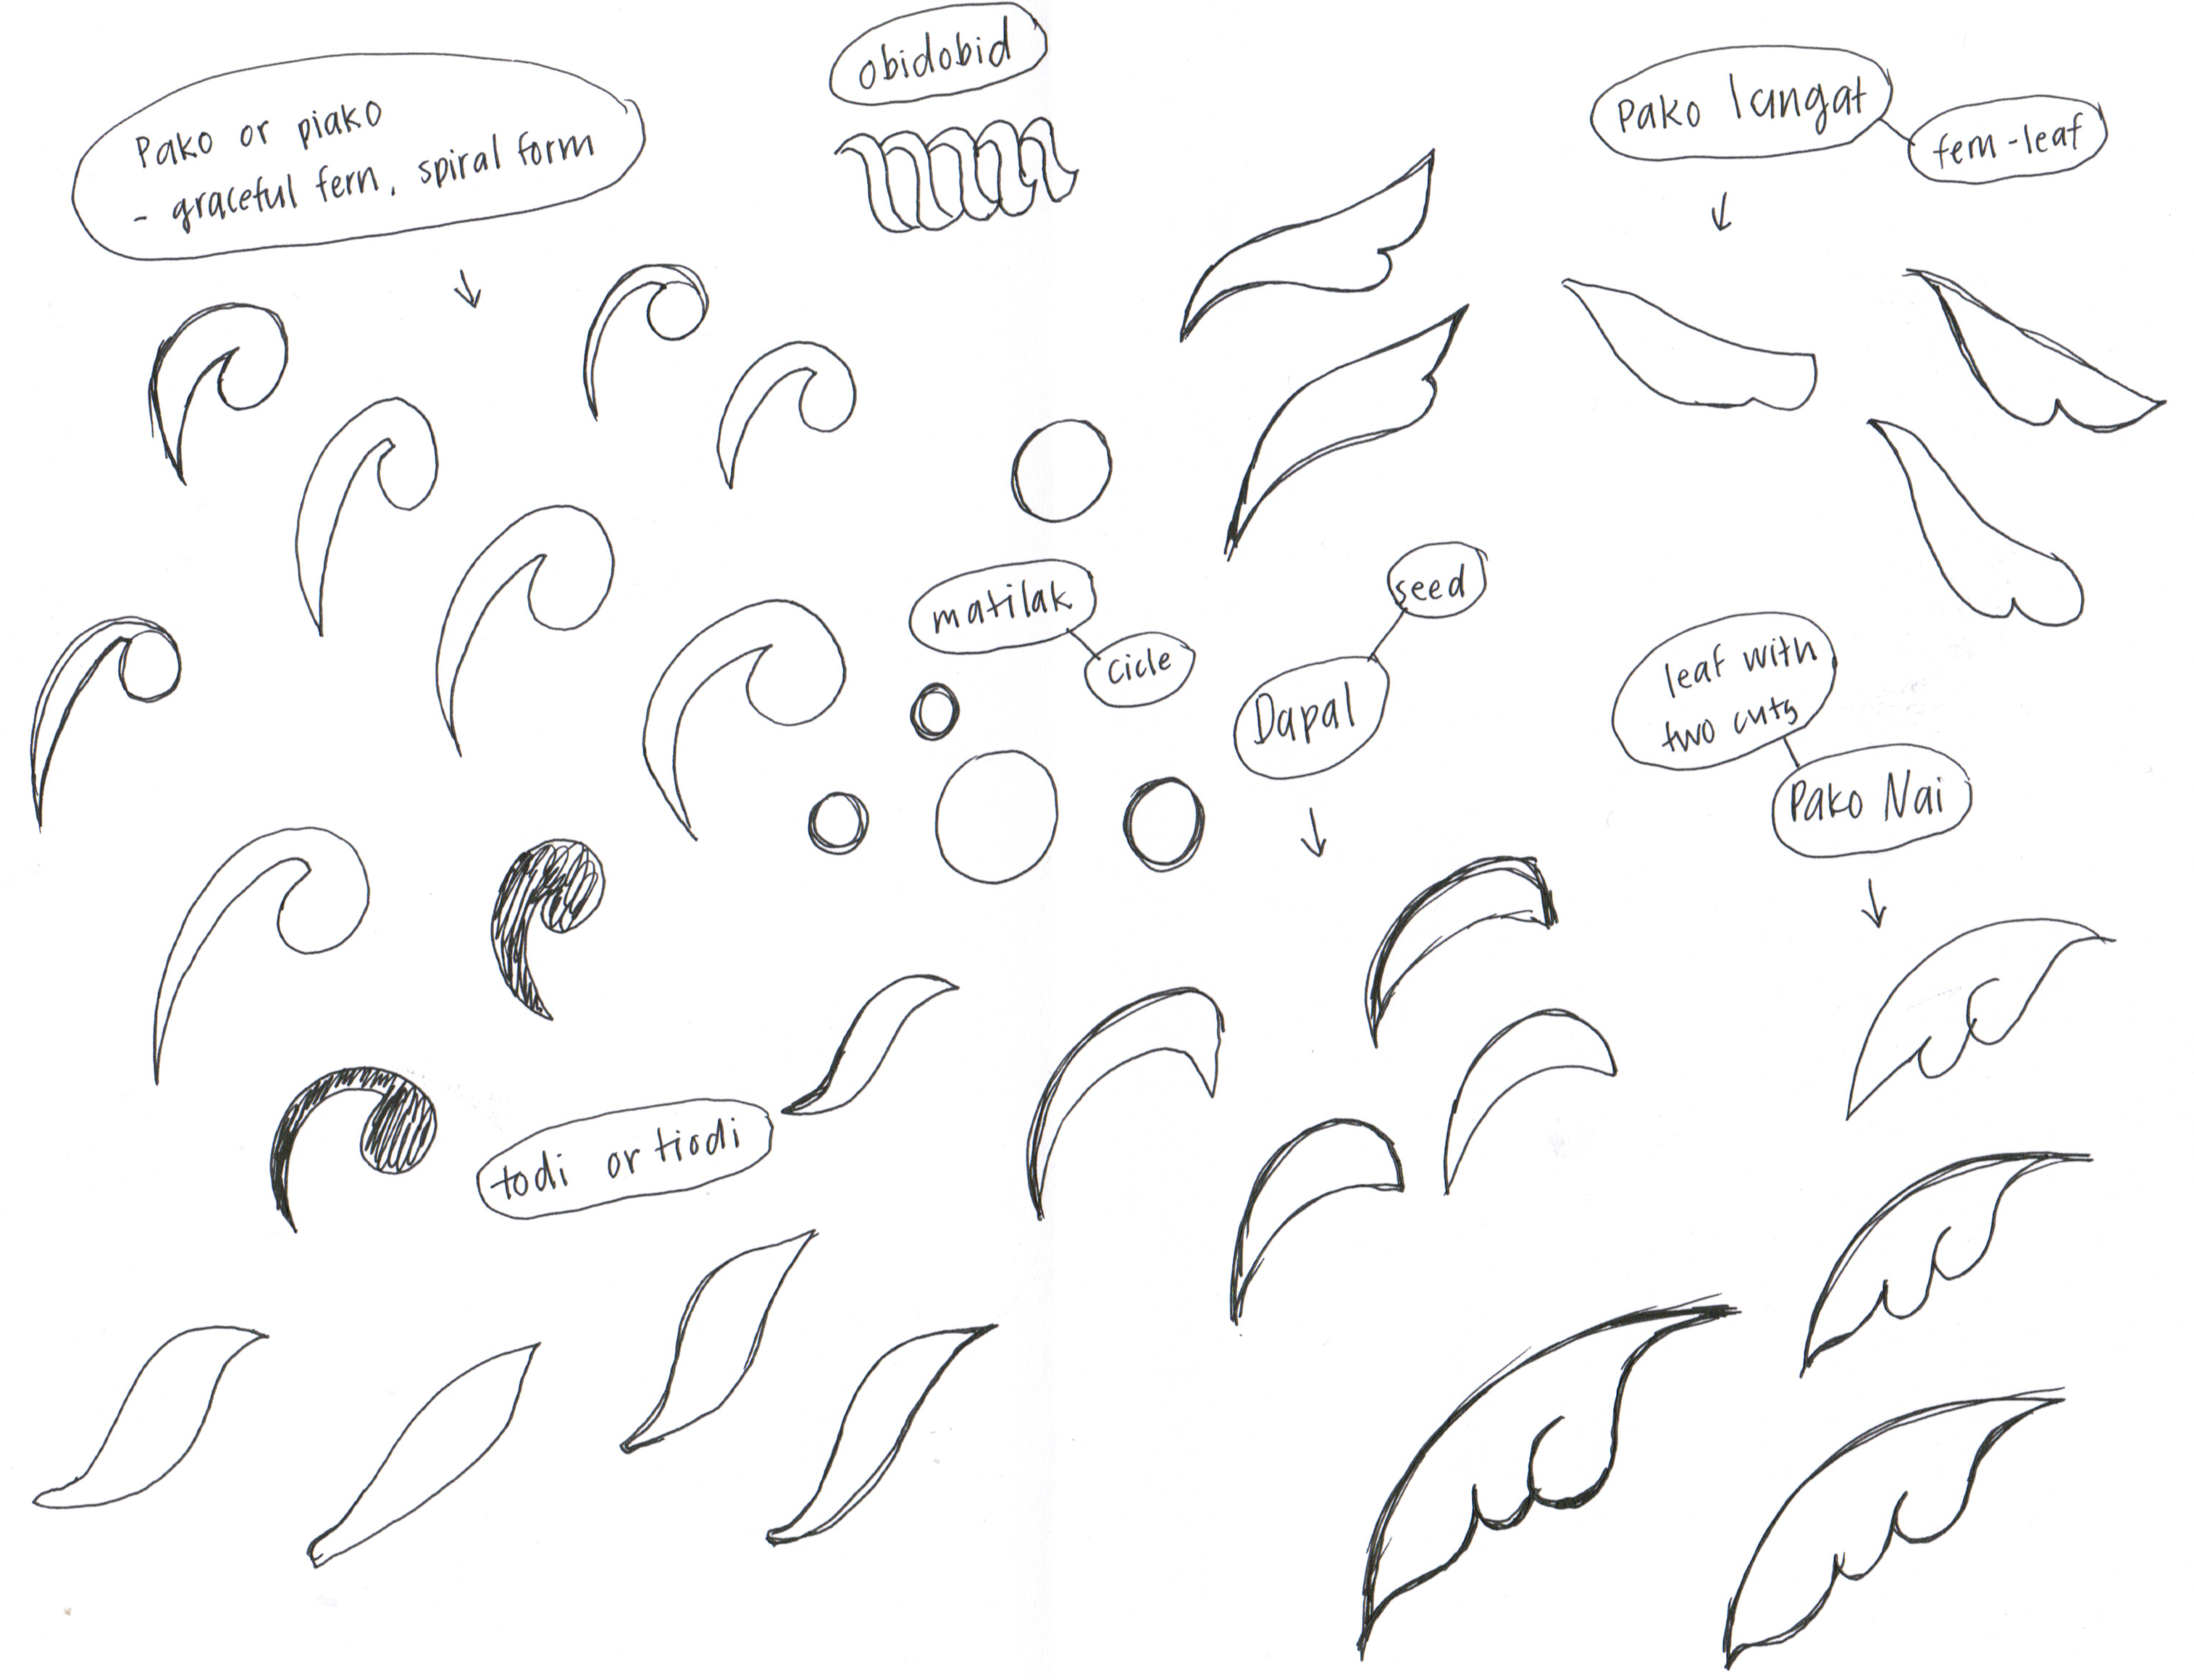 Pako or piako
- graceful fern, spiral form
obidobid
Pako lungat
fern-leaf
matilak
cicle
seed
Dapal
leaf with
two cuts
Pako Nai
todi or tiodi